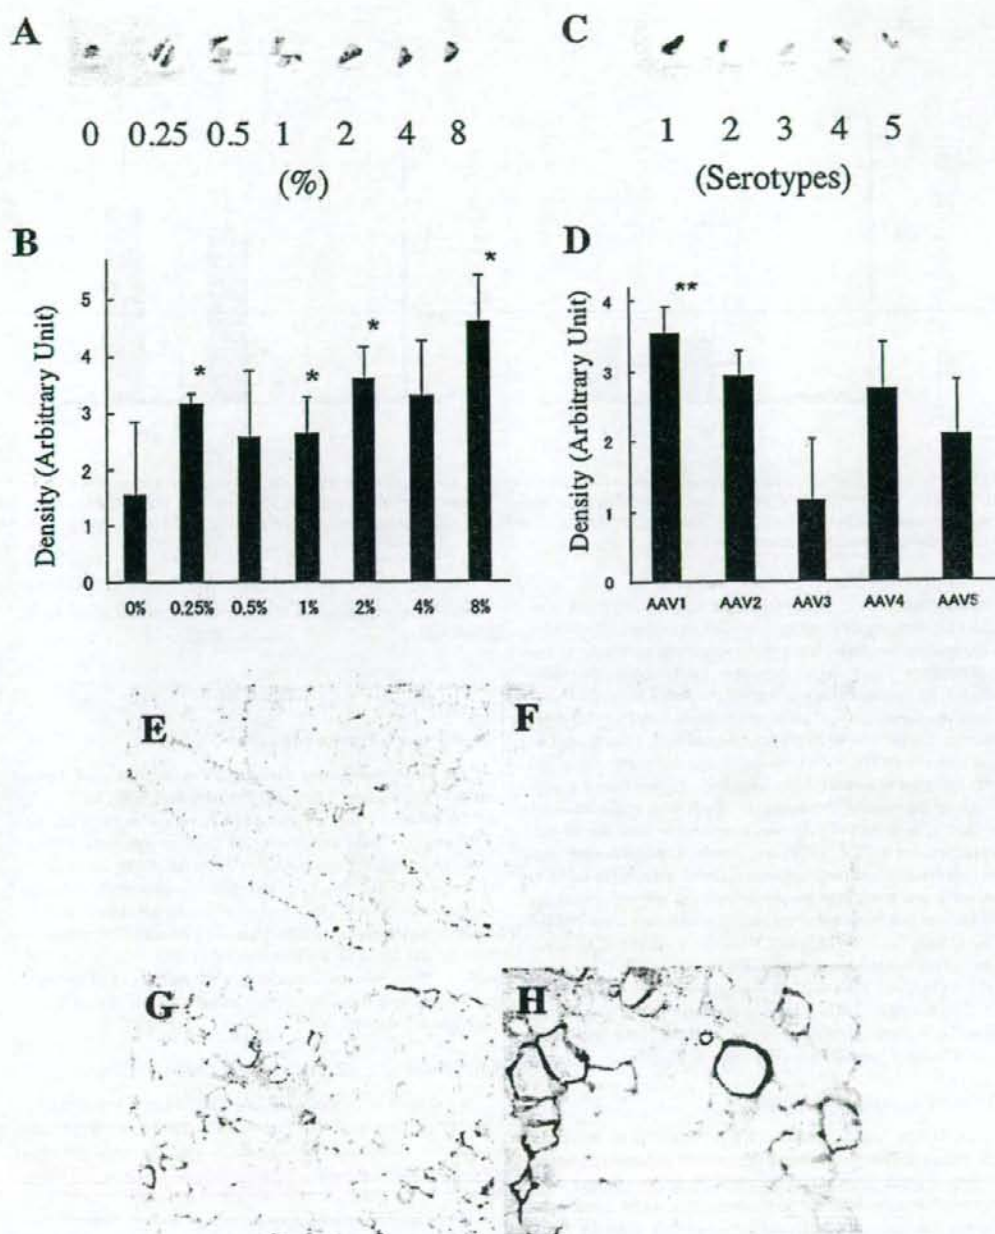 A
0 0.25 0.5 1 2 4 8
(%)
C
1 2 3 4 5
(Serotypes)
B
Density (Arbitrary Unit)
5
4
3
2
1
0
* * * *
0% 0.25% 0.5% 1% 2% 4% 8%
D
Density (Arbitrary Unit)
4
3
2
1
0
**
AAV1 AAV2 AAV3 AAV4 AAV5
E
F
G
H